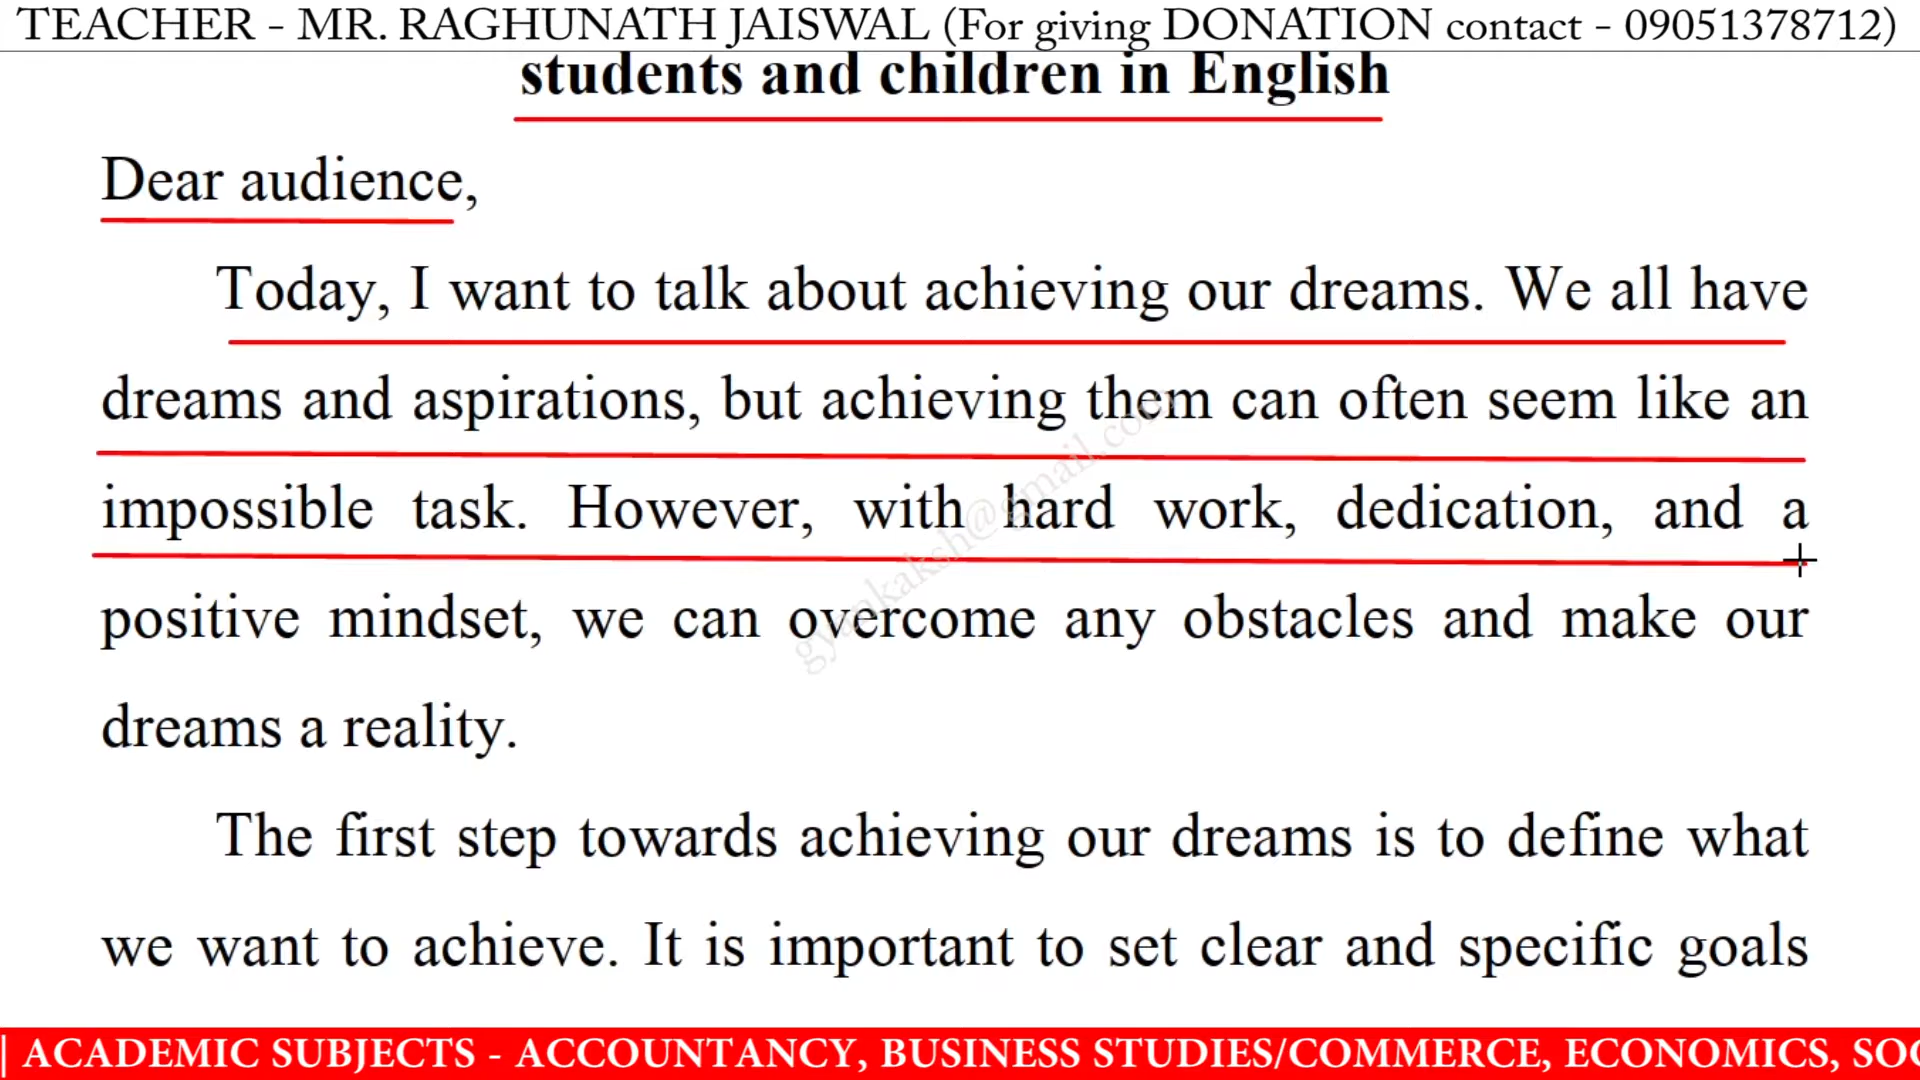 TEACHER - MR. RAGHUNATH JAISWAL (For giving DONATION contact - 09051378712)
students and children in English
Dear audience,
Today, I want to talk about achieving our dreams. We all have
dreams and aspirations, but achieving them can often seem like an
impossible task. However, with hard work, dedication, and a
positive mindset, we can overcome any obstacles and make our
dreams a reality.
The first step towards achieving our dreams is to define what
we want to achieve. It is important to set clear and specific goals
gyankaksh@gmail.com
| ACADEMIC SUBJECTS - ACCOUNTANCY, BUSINESS STUDIES/COMMERCE, ECONOMICS,